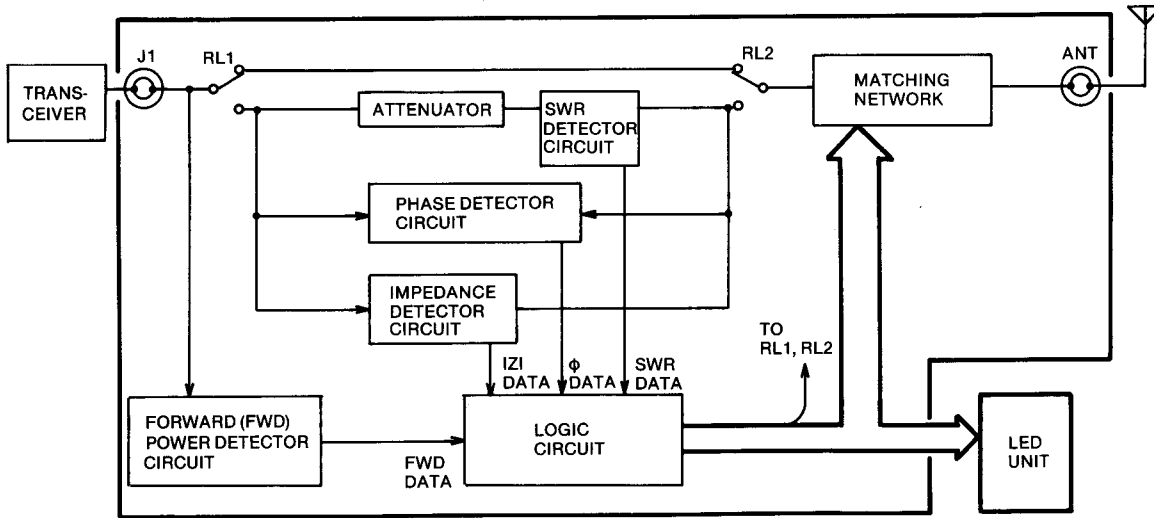 J1
RL1
RL2
ANT
TRANS-
CEIVER
ATTENUATOR
SWR
DETECTOR
CIRCUIT
MATCHING
NETWORK
PHASE DETECTOR
CIRCUIT
IMPEDANCE
DETECTOR
CIRCUIT
TO
RL1, RL2
IZI
DATA
ϕ
DATA
SWR
DATA
FORWARD (FWD)
POWER DETECTOR
CIRCUIT
FWD
DATA
LOGIC
CIRCUIT
LED
UNIT